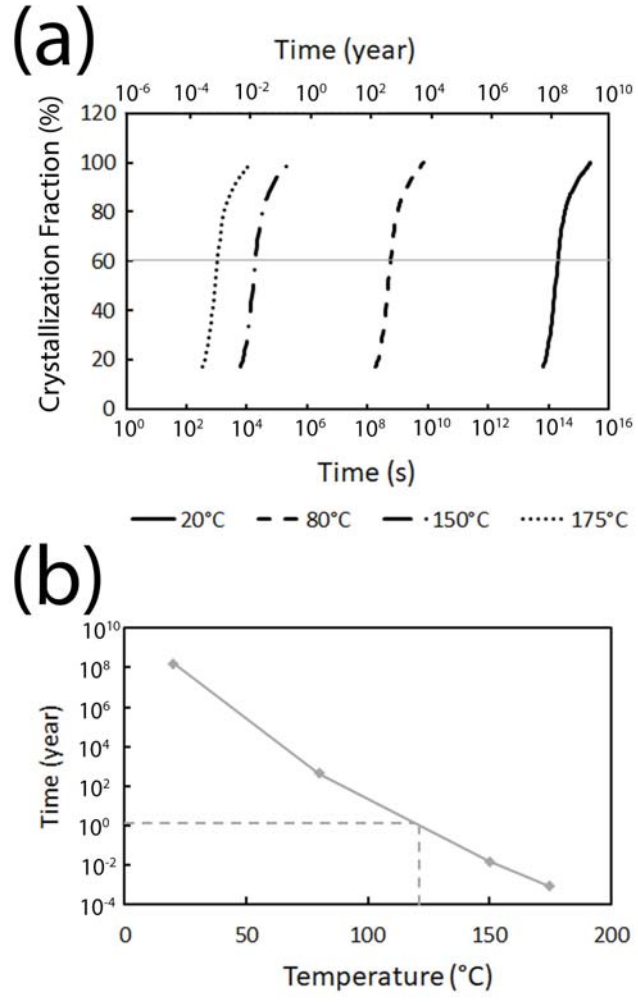 (a)
Time (year)
10⁻⁶ 10⁻⁴ 10⁻² 10⁰ 10² 10⁴ 10⁶ 10⁸ 10¹⁰
Crystallization Fraction (%)
120
100
80
60
40
20
0
10⁰ 10² 10⁴ 10⁶ 10⁸ 10¹⁰ 10¹² 10¹⁴ 10¹⁶
Time (s)
20°C 80°C 150°C 175°C
(b)
Time (year)
10¹⁰
10⁸
10⁶
10⁴
10²
10⁰
10⁻²
10⁻⁴
0 50 100 150 200
Temperature (°C)